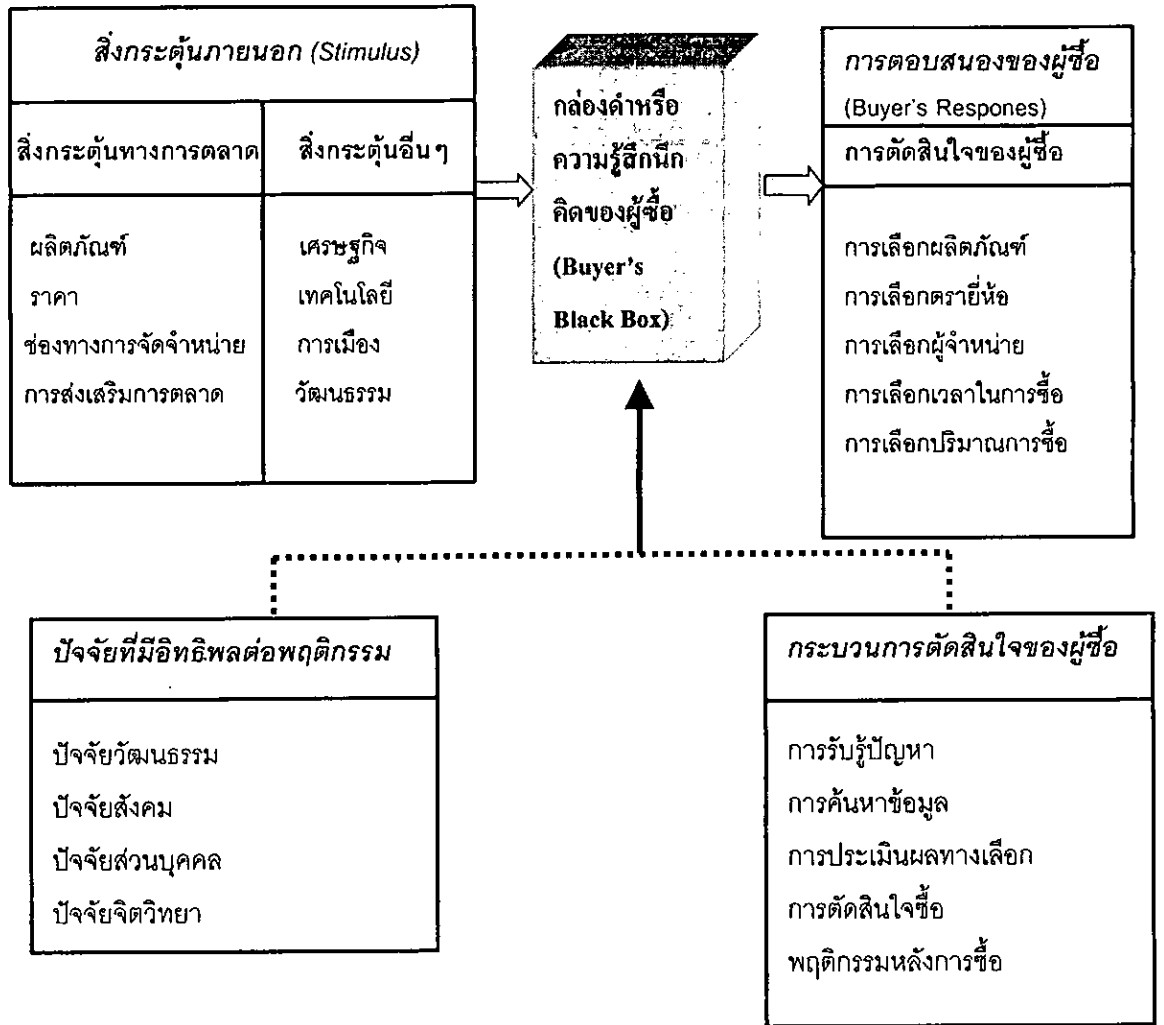 สิ่งกระตุ้นภายนอก (Stimulus)
สิ่งกระตุ้นทางการตลาด
สิ่งกระตุ้นอื่นๆ
ผลิตภัณฑ์
ราคา
ช่องทางการจัดจำหน่าย
การส่งเสริมการตลาด
เศรษฐกิจ
เทคโนโลยี
การเมือง
วัฒนธรรม
กล่องดำหรือ
ความรู้สึกนึก
คิดของผู้ซื้อ
(Buyer's
Black Box)
การตอบสนองของผู้ซื้อ
(Buyer's Respones)
การตัดสินใจของผู้ซื้อ
การเลือกผลิตภัณฑ์
การเลือกตรายี่ห้อ
การเลือกผู้จำหน่าย
การเลือกเวลาในการซื้อ
การเลือกปริมาณการซื้อ
ปัจจัยที่มีอิทธิพลต่อพฤติกรรม
ปัจจัยวัฒนธรรม
ปัจจัยสังคม
ปัจจัยส่วนบุคคล
ปัจจัยจิตวิทยา
กระบวนการตัดสินใจของผู้ซื้อ
การรับรู้ปัญหา
การค้นหาข้อมูล
การประเมินผลทางเลือก
การตัดสินใจซื้อ
พฤติกรรมหลังการซื้อ